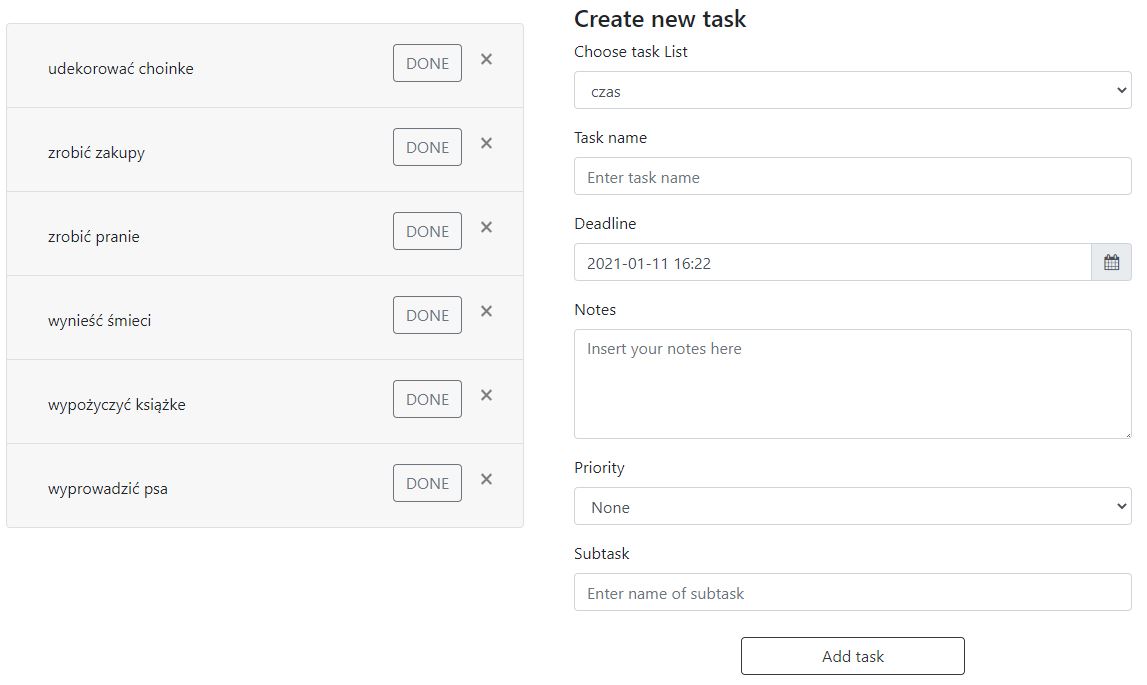 udekorować choinke
DONE ×
zrobić zakupy
DONE ×
zrobić pranie
DONE ×
wynieść śmieci
DONE ×
wypożyczyć książke
DONE ×
wyprowadzić psa
DONE ×
Create new task
Choose task List
czas
Task name
Enter task name
Deadline
2021-01-11 16:22
Notes
Insert your notes here
Priority
None
Subtask
Enter name of subtask
Add task